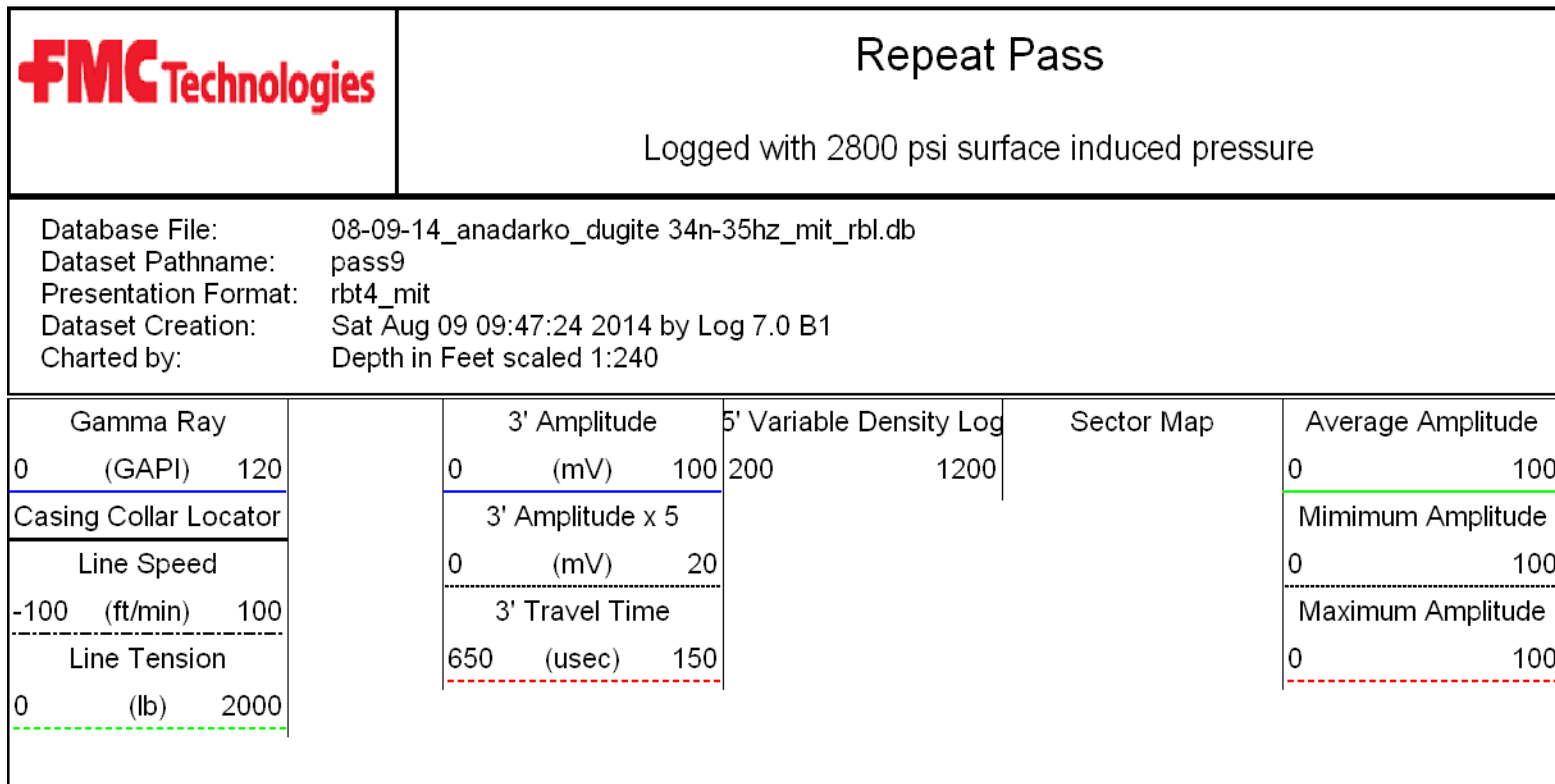 FMC Technologies
Repeat Pass
Logged with 2800 psi surface induced pressure
Database File: 08-09-14_anadarko_dugite 34n-35hz_mit_rbl.db
Dataset Pathname: pass9
Presentation Format: rbt4_mit
Dataset Creation: Sat Aug 09 09:47:24 2014 by Log 7.0 B1
Charted by: Depth in Feet scaled 1:240
Gamma Ray
0 (GAPI) 120
Casing Collar Locator
Line Speed
-100 (ft/min) 100
Line Tension
0 (lb) 2000
3' Amplitude
0 (mV) 100
3' Amplitude x 5
0 (mV) 20
3' Travel Time
650 (usec) 150
5' Variable Density Log
200 1200
Sector Map
Average Amplitude
0 100
Mimimum Amplitude
0 100
Maximum Amplitude
0 100